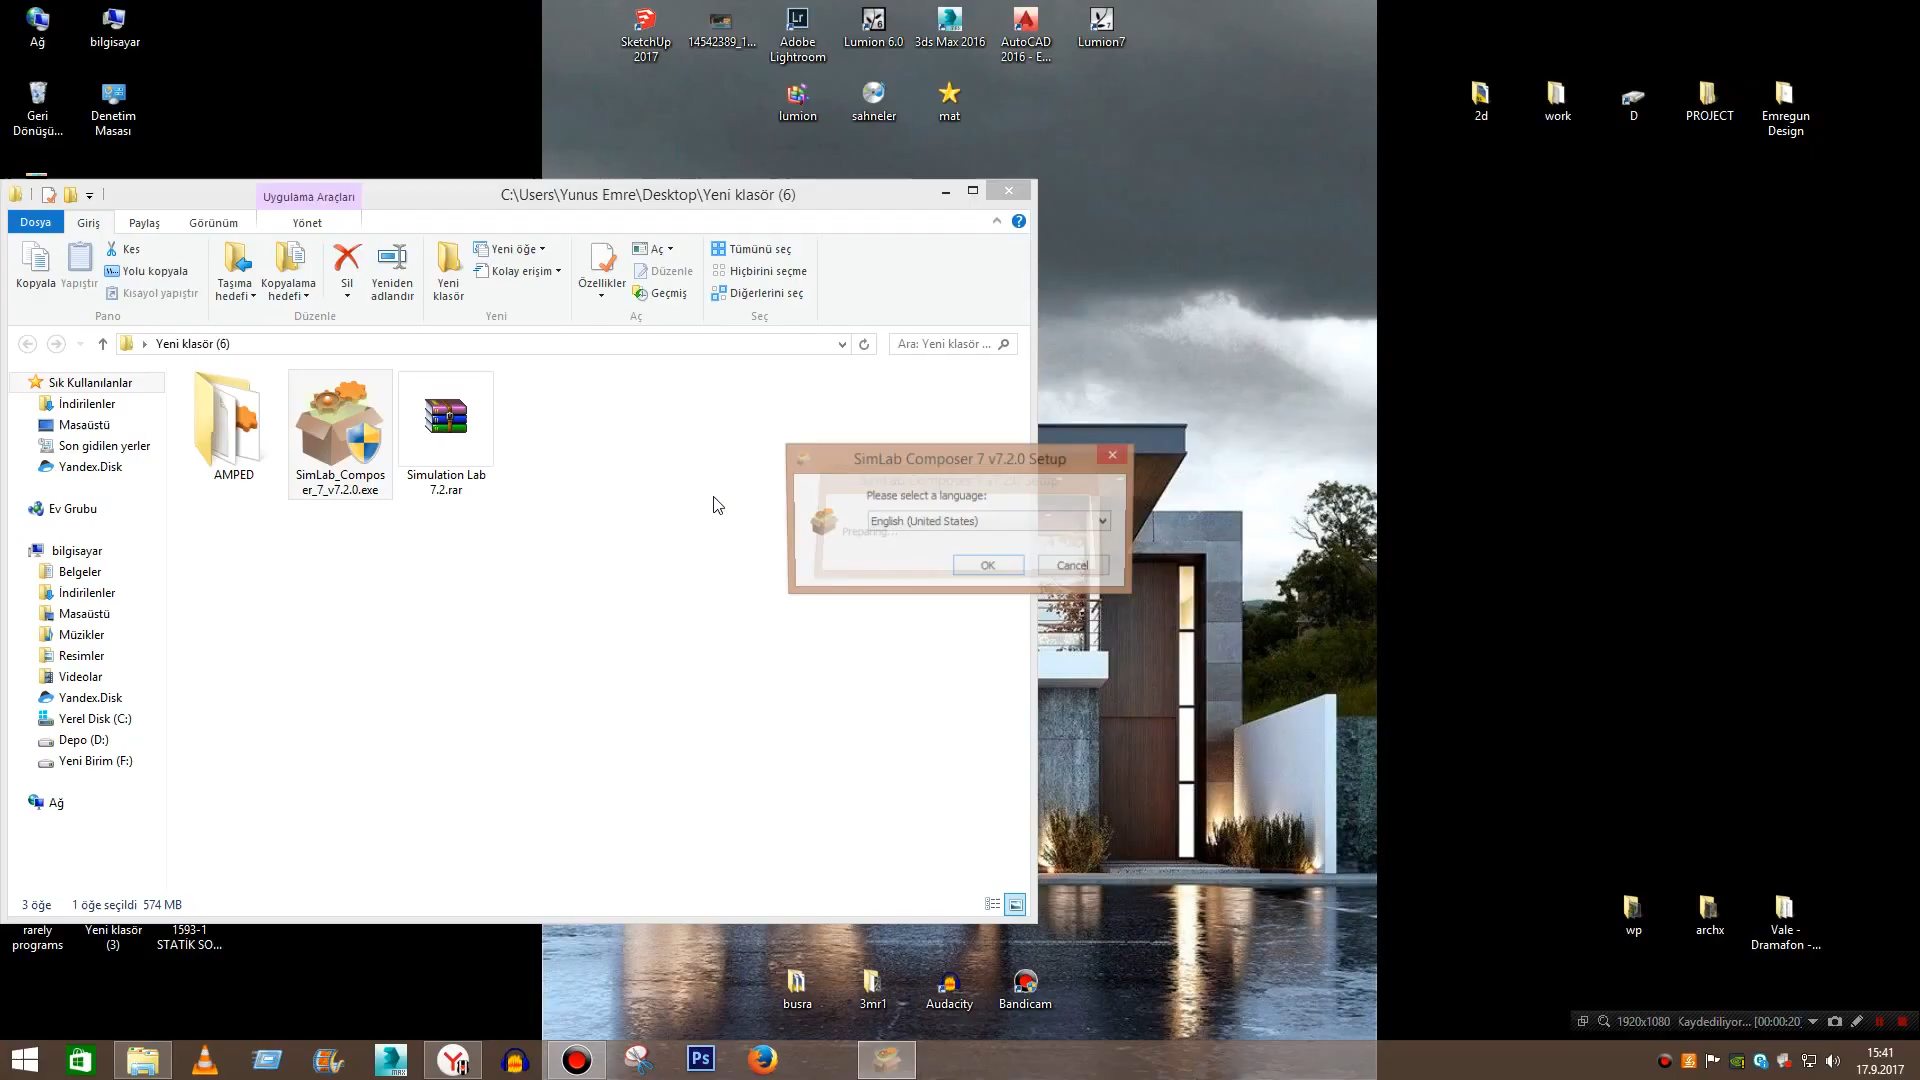 Ağ
bilgisayar
SketchUp
2017
14542389_1...
Adobe
Lightroom
Lumion 6.0
3ds Max 2016
AutoCAD
2016 - E...
Lumion7
Geri
Dönüşü...
Denetim
Masası
lumion
sahneler
mat
2d
work
D
PROJECT
Emregun
Design
Uygulama Araçları
C:\Users\Yunus Emre\Desktop\Yeni klasör (6)
Dosya
Giriş
Paylaş
Görünüm
Yönet
Kopyala
Yapıştır
Kes
Yolu kopyala
Kısayol yapıştır
Pano
Taşıma
hedefi
Kopyalama
hedefi
Sil
Yeniden
adlandır
Düzenle
Yeni
klasör
Yeni öğe
Kolay erişim
Yeni
Özellikler
Aç
Düzenle
Geçmiş
Aç
Tümünü seç
Hiçbirini seçme
Diğerlerini seç
Seç
Yeni klasör (6)
Ara: Yeni klasör ...
Sık Kullanılanlar
İndirilenler
Masaüstü
Son gidilen yerler
Yandex.Disk
Ev Grubu
bilgisayar
Belgeler
İndirilenler
Masaüstü
Müzikler
Resimler
Videolar
Yandex.Disk
Yerel Disk (C:)
Depo (D:)
Yeni Birim (F:)
Ağ
AMPED
SimLab_Compos
er_7_v7.2.0.exe
Simulation Lab
7.2.rar
SimLab Composer 7 v7.2.0 Setup
Please select a language:
English (United States)
Preparing...
OK
Cancel
3 öğe
1 öğe seçildi 574 MB
rarely
programs
Yeni klasör
(3)
1593-1
STATİK SO...
wp
archx
Vale -
Dramafon -...
busra
3mr1
Audacity
Bandicam
1920x1080
Kaydediliyor... [00:00:20]
Ps
15:41
17.9.2017